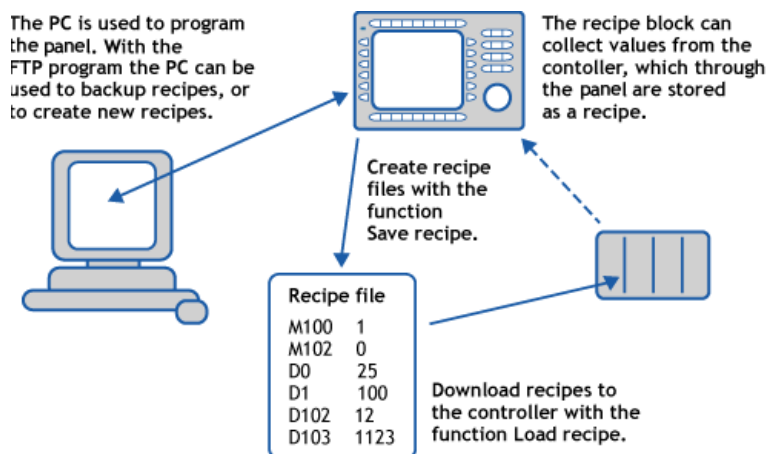 The PC is used to program
the panel. With the
FTP program the PC can be
used to backup recipes, or
to create new recipes.
The recipe block can
collect values from the
contoller, which through
the panel are stored
as a recipe.
Create recipe
files with the
function
Save recipe.
Recipe file
M100 1
M102 0
D0 25
D1 100
D102 12
D103 1123
Download recipes to
the controller with the
function Load recipe.